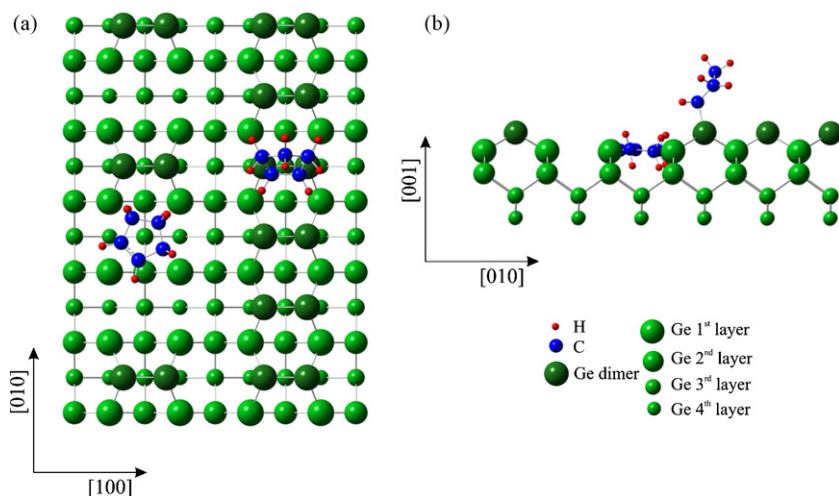 (a)
(b)
[001]
[010]
H
C
Ge dimer
Ge 1st layer
Ge 2nd layer
Ge 3rd layer
Ge 4th layer
[010]
[100]